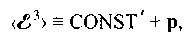 ⟨ℰ³⟩ ≡ CONST′ + p,